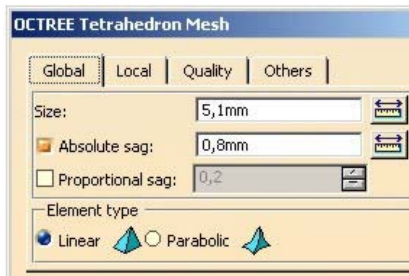 OCTREE Tetrahedron Mesh
Global Local Quality Others
Size: 5,1mm
Absolute sag: 0,8mm
Proportional sag: 0,2
Element type
Linear Parabolic